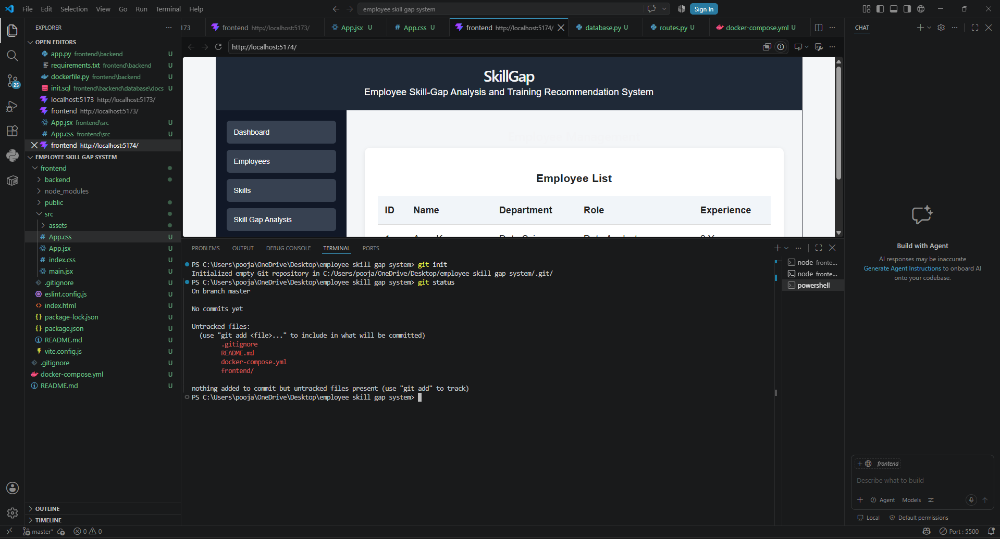 File Edit Selection View Go Run Terminal Help
employee skill gap system
Sign In
EXPLORER
OPEN EDITORS
app.py frontend\backend U
requirements.txt frontend\backend U
dockerfile.py frontend\backend U
init.sql frontend\backend\database\docs U
localhost:5173 http://localhost:5173/
frontend http://localhost:5173/
App.jsx frontend\src U
App.css frontend\src U
frontend http://localhost:5174/
EMPLOYEE SKILL GAP SYSTEM
frontend
backend
node_modules
public
src
assets
App.css U
App.jsx U
index.css U
main.jsx U
.gitignore U
eslint.config.js U
index.html U
package-lock.json U
package.json U
README.md U
vite.config.js U
.gitignore U
docker-compose.yml U
README.md U
OUTLINE
TIMELINE
25
173
frontend http://localhost:5173/
App.jsx U
App.css U
frontend http://localhost:5174/
database.py U
routes.py U
docker-compose.yml U
http://localhost:5174/
SkillGap
Employee Skill-Gap Analysis and Training Recommendation System
Dashboard
Employees
Skills
Skill Gap Analysis
Employee Management
Employee List
ID Name Department Role Experience
PROBLEMS OUTPUT DEBUG CONSOLE TERMINAL PORTS
PS C:\Users\pooja\OneDrive\Desktop\employee skill gap system> git init
Initialized empty Git repository in C:/Users/pooja/OneDrive/Desktop/employee skill gap system/.git/
PS C:\Users\pooja\OneDrive\Desktop\employee skill gap system> git status
On branch master
No commits yet
Untracked files:
(use "git add <file>..." to include in what will be committed)
.gitignore
README.md
docker-compose.yml
frontend/
nothing added to commit but untracked files present (use "git add" to track)
PS C:\Users\pooja\OneDrive\Desktop\employee skill gap system>
node fronte...
node fronte...
powershell
CHAT
Build with Agent
AI responses may be inaccurate
Generate Agent Instructions to onboard AI
onto your codebase.
frontend
Describe what to build
Agent Models
Local Default permissions
master* 0 0
Port : 5500